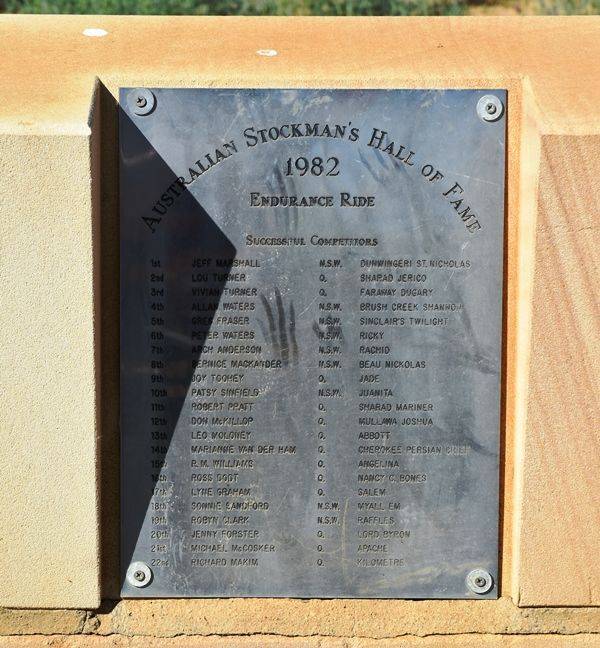 AUSTRALIAN STOCKMAN'S HALL OF FAME
1982
ENDURANCE RIDE
SUCCESSFUL COMPETITORS
1st JEFF MARSHALL N.S.W. DUNWINGERI ST. NICHOLAS
2nd LOU TURNER Q. SHARAD JERICO
3rd VIVIAN TURNER Q. FARAWAY DUGARY
4th ALLAN WATERS N.S.W. BRUSH CREEK SHANNON
5th GREG FRASER N.S.W. SINCLAIR'S TWILIGHT
6th PETER WATERS N.S.W. RICKY
7th ARCH ANDERSON N.S.W. RACHID
8th BERNICE MACKANDER N.S.W. BEAU NICKOLAS
9th JOY TOOHEY Q. JADE
10th PATSY SINFIELD N.S.W. JUANITA
11th ROBERT PRATT Q. SHARAD MARINER
12th DON McKILLOP Q. MULLAWA JOSHUA
13th LEO MOLONEY Q. ABBOTT
14th MARIANNE VAN DER HAM Q. CHEROKEE PERSIAN
15th R.M. WILLIAMS Q. ANGELINA
16th ROSS Q. NANCY C. BONES
17th LYNE GRAHAM Q. SALEM
18th SONNIE SANDFORD N.S.W. MYALL EM
19th ROBYN CLARK N.S.W. RAFFLES
20th JENNY FORSTER Q. LORD BYRON
21st MICHAEL McCOSKER Q. APACHE
22nd RICHARD MAKIM Q. KILOMETRE